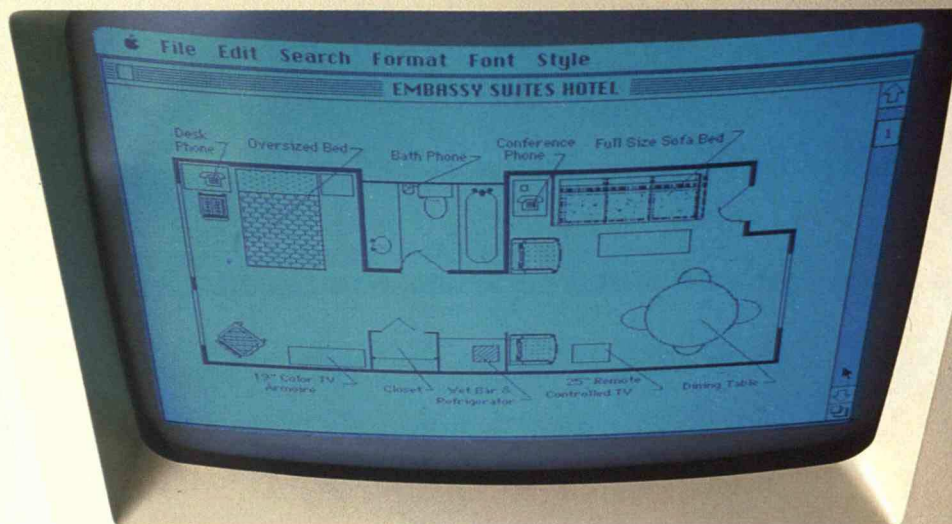 File Edit Search Format Font Style
EMBASSY SUITES HOTEL
1
Desk
Phone
Oversized Bed
Bath Phone
Conference
Phone
Full Size Sofa Bed
19" Color TV
Armoire
Closet
Wet Bar &
Refrigerator
25" Remote
Controlled TV
Dining Table